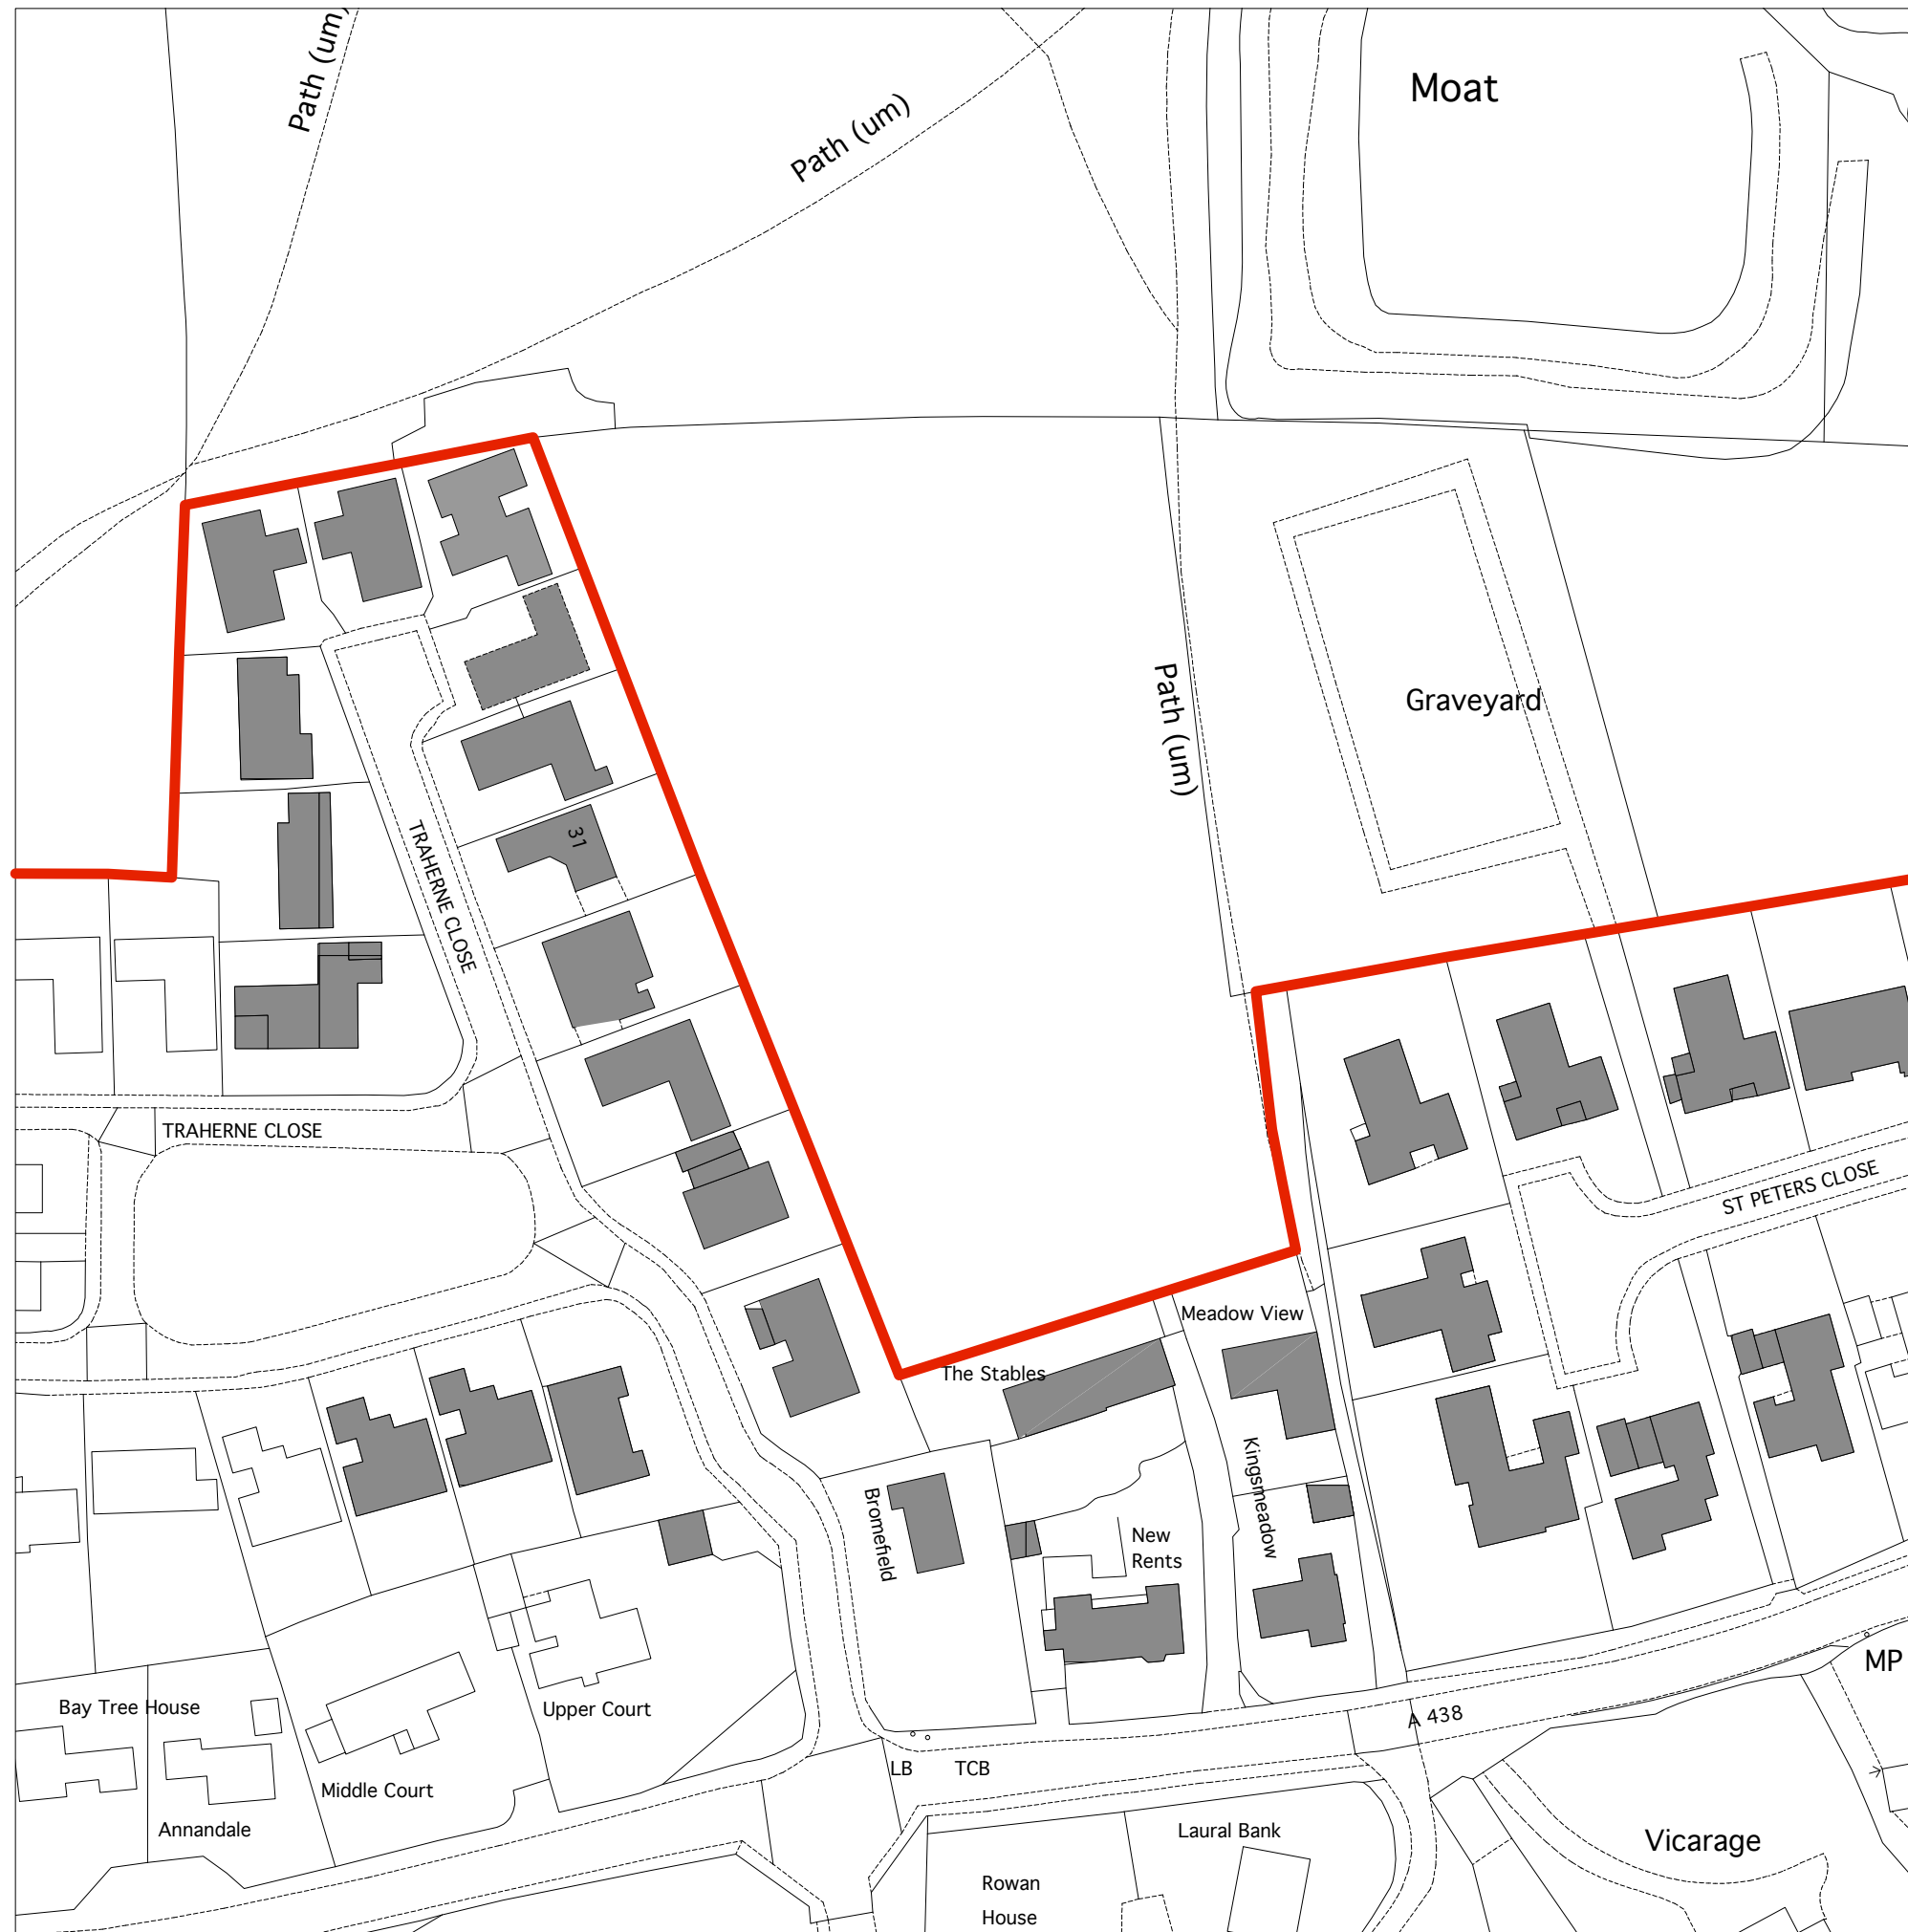 Path (um)
Moat
Path (um)
Path (um)
Graveyard
31
TRAHERNE CLOSE
TRAHERNE CLOSE
ST PETERS CLOSE
Meadow View
The Stables
Kingsmeadow
Bromefield
New
Rents
MP
Bay Tree House
Upper Court
A 438
LB
TCB
Middle Court
Annandale
Laural Bank
Vicarage
Rowan
House